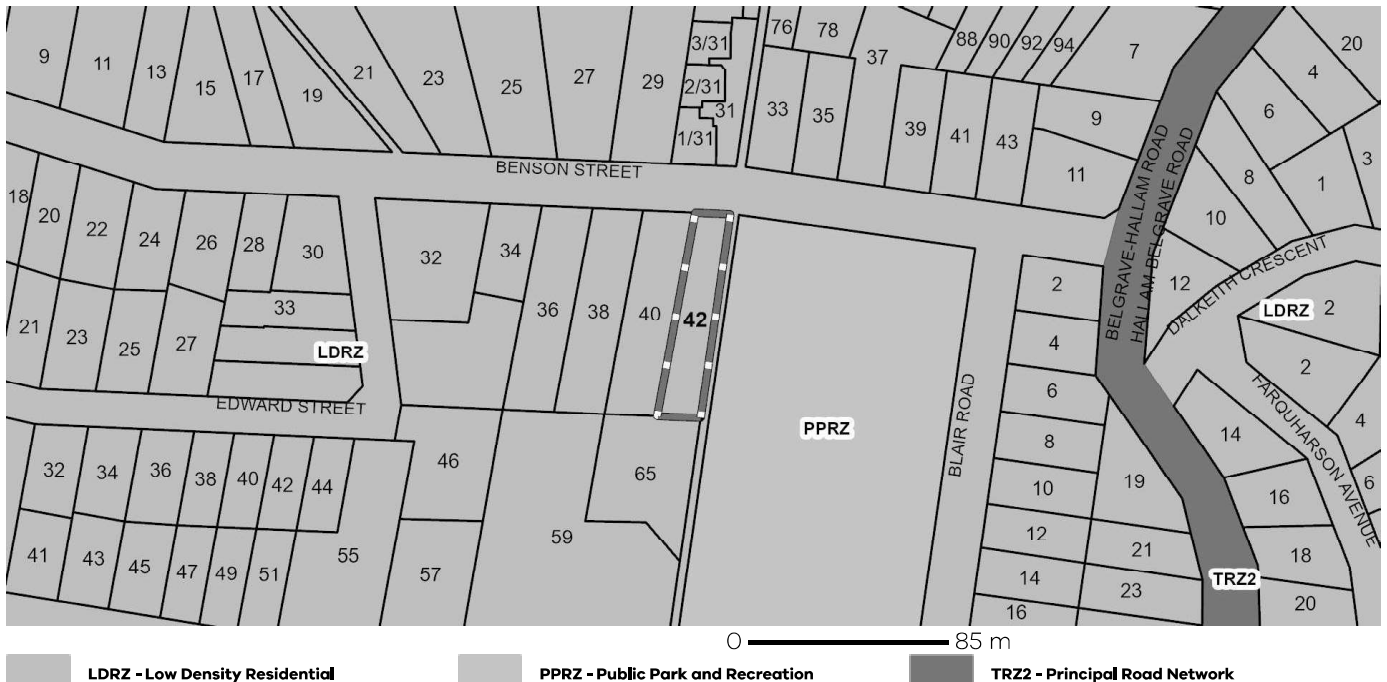 9 11 13 15 17 19 21 23 25 27 29 3/31 2/31 1/31 31 76 78 37 88 90 92 94 7 20
33 35 39 41 43 9 11 4 6 3 1 8 10
BENSON STREET
BELGRAVE-HALLAM ROAD
HALLAM BELGRAVE ROAD
18 20 22 24 26 28 30 32 34 36 38 40 42 2 12
DALKEITH CRESCENT
21 23 25 27 33
LDRZ
LDRZ
2
4
2
EDWARD STREET
PPRZ
BLAIR ROAD
FARQUHARSON AVENUE
6
8
10
12
14
16
19
21
23
14
16
18
20
4
6
32 34 36 38 40 42 44 46 65
41 43 45 47 49 51 55 57 59
TRZ2
0 85 m
LDRZ - Low Density Residential
PPRZ - Public Park and Recreation
TRZ2 - Principal Road Network